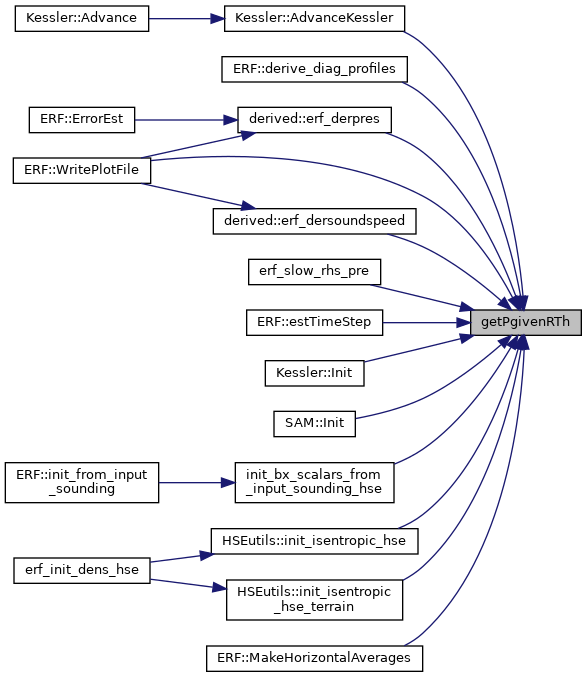 Kessler::Advance
Kessler::AdvanceKessler
ERF::derive_diag_profiles
ERF::ErrorEst
derived::erf_derpres
ERF::WritePlotFile
derived::erf_dersoundspeed
erf_slow_rhs_pre
ERF::estTimeStep
getPgivenRTh
Kessler::Init
SAM::Init
ERF::init_from_input
_sounding
init_bx_scalars_from
_input_sounding_hse
HSEutils::init_isentropic_hse
erf_init_dens_hse
HSEutils::init_isentropic
_hse_terrain
ERF::MakeHorizontalAverages